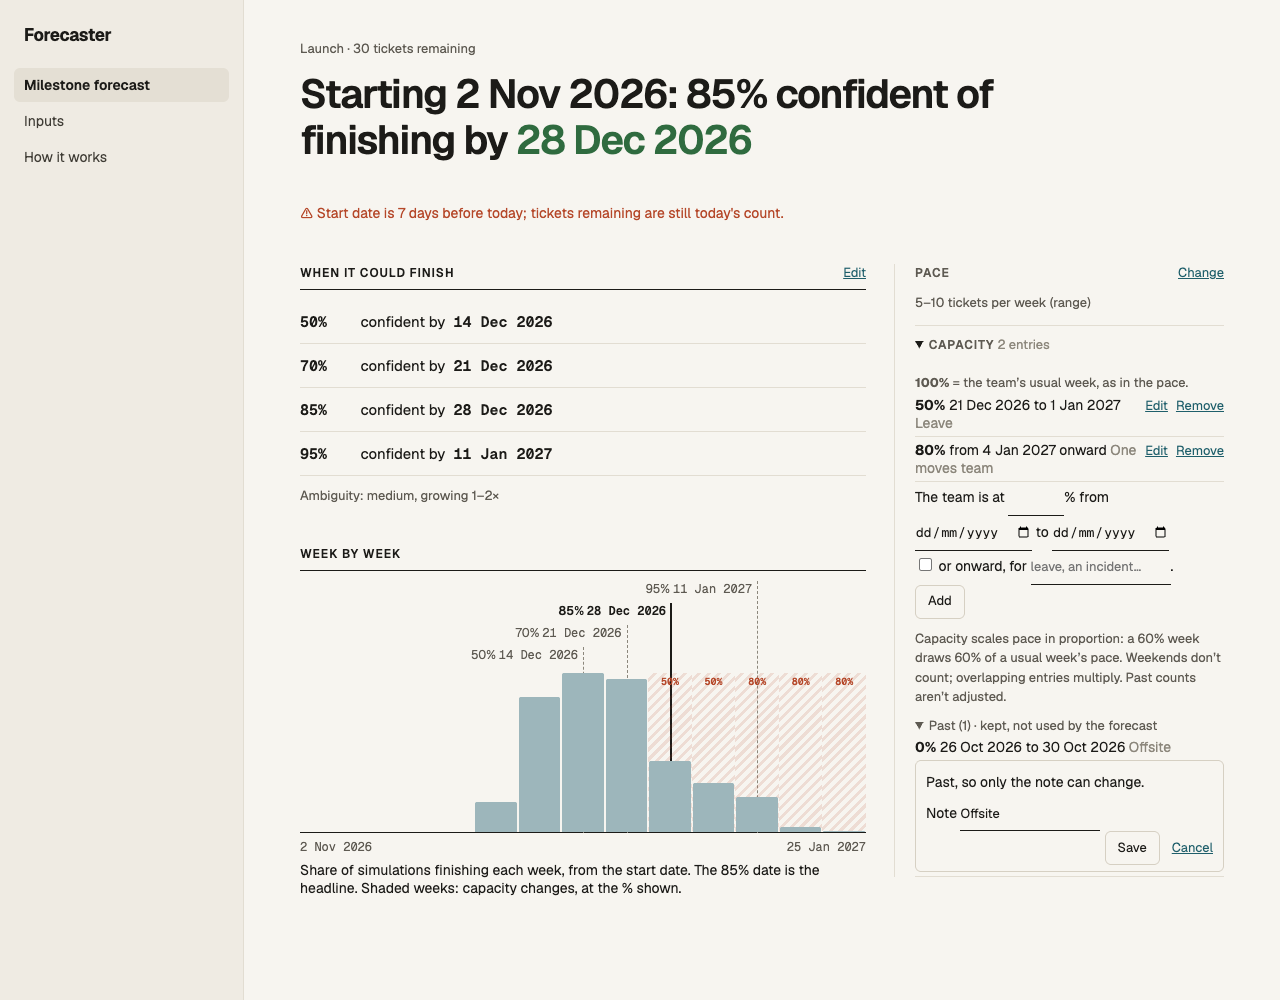 Forecaster
Milestone forecast
Inputs
How it works
Launch · 30 tickets remaining
Starting 2 Nov 2026: 85% confident of
finishing by 28 Dec 2026
⚠ Start date is 7 days before today; tickets remaining are still today's count.
WHEN IT COULD FINISH Edit
50% confident by 14 Dec 2026
70% confident by 21 Dec 2026
85% confident by 28 Dec 2026
95% confident by 11 Jan 2027
Ambiguity: medium, growing 1–2×
WEEK BY WEEK
95% 11 Jan 2027
85% 28 Dec 2026
70% 21 Dec 2026
50% 14 Dec 2026
50% 50% 80% 80% 80%
2 Nov 2026 25 Jan 2027
Share of simulations finishing each week, from the start date. The 85% date is the
headline. Shaded weeks: capacity changes, at the % shown.
PACE Change
5–10 tickets per week (range)
▼ CAPACITY 2 entries
100% = the team’s usual week, as in the pace.
50% 21 Dec 2026 to 1 Jan 2027 Edit Remove
Leave
80% from 4 Jan 2027 onward One Edit Remove
moves team
The team is at % from
dd/mm/yyyy to dd/mm/yyyy
or onward, for leave, an incident… .
Add
Capacity scales pace in proportion: a 60% week
draws 60% of a usual week’s pace. Weekends don’t
count; overlapping entries multiply. Past counts
aren’t adjusted.
▼ Past (1) · kept, not used by the forecast
0% 26 Oct 2026 to 30 Oct 2026 Offsite
Past, so only the note can change.
Note Offsite
Save Cancel